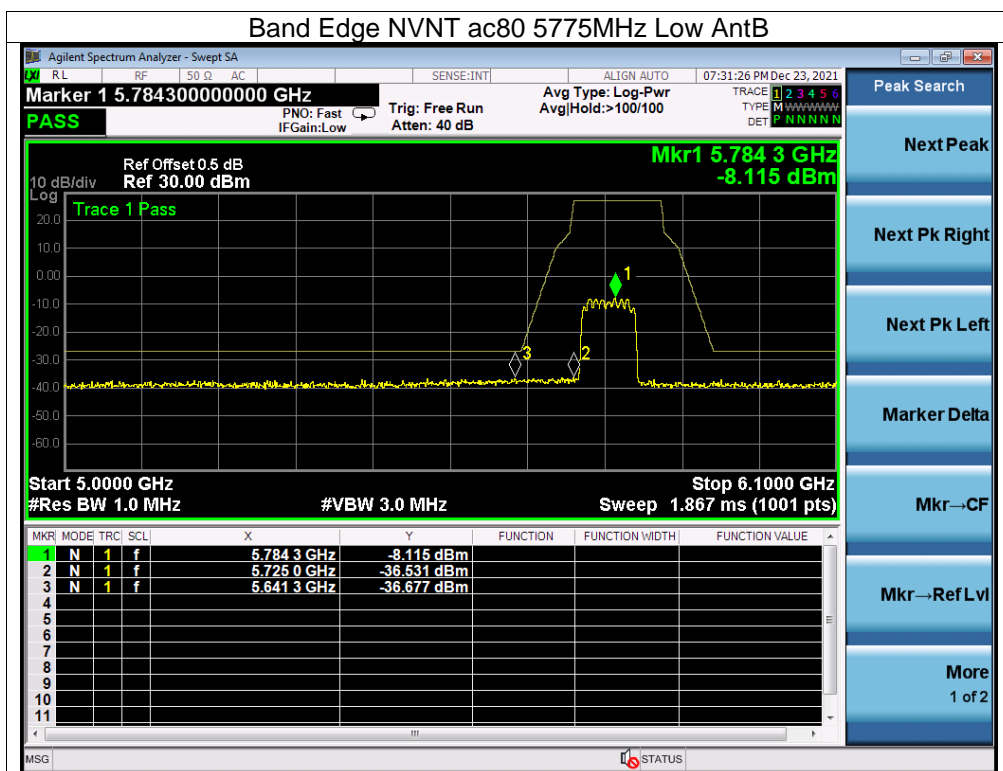 Band Edge NVNT ac80 5775MHz Low AntB
Agilent Spectrum Analyzer - Swept SA
LXI RL RF 50 Ω AC SENSE:INT ALIGN AUTO 07:31:26 PM Dec 23, 2021
Marker 1 5.784300000000 GHz
PASS
PNO: Fast
IFGain:Low
Trig: Free Run
Atten: 40 dB
Avg Type: Log-Pwr
Avg|Hold:>100/100
TRACE 1 2 3 4 5 6
TYPE M WWWWW
DET P N N N N N
Peak Search
Next Peak
Next Pk Right
Next Pk Left
Marker Delta
Mkr→CF
Mkr→Ref Lvl
More
1 of 2
Mkr1 5.784 3 GHz
-8.115 dBm
Ref Offset 0.5 dB
10 dB/div Ref 30.00 dBm
Log
Trace 1 Pass
20.0
10.0
0.00
-10.0
-20.0
-30.0
-40.0
-50.0
-60.0
1
3
2
Start 5.0000 GHz Stop 6.1000 GHz
#Res BW 1.0 MHz #VBW 3.0 MHz Sweep 1.867 ms (1001 pts)
MKR MODE TRC SCL X Y FUNCTION FUNCTION WIDTH FUNCTION VALUE
1 N 1 f 5.784 3 GHz -8.115 dBm
2 N 1 f 5.725 0 GHz -36.531 dBm
3 N 1 f 5.641 3 GHz -36.677 dBm
4
5
6
7
8
9
10
11
MSG STATUS